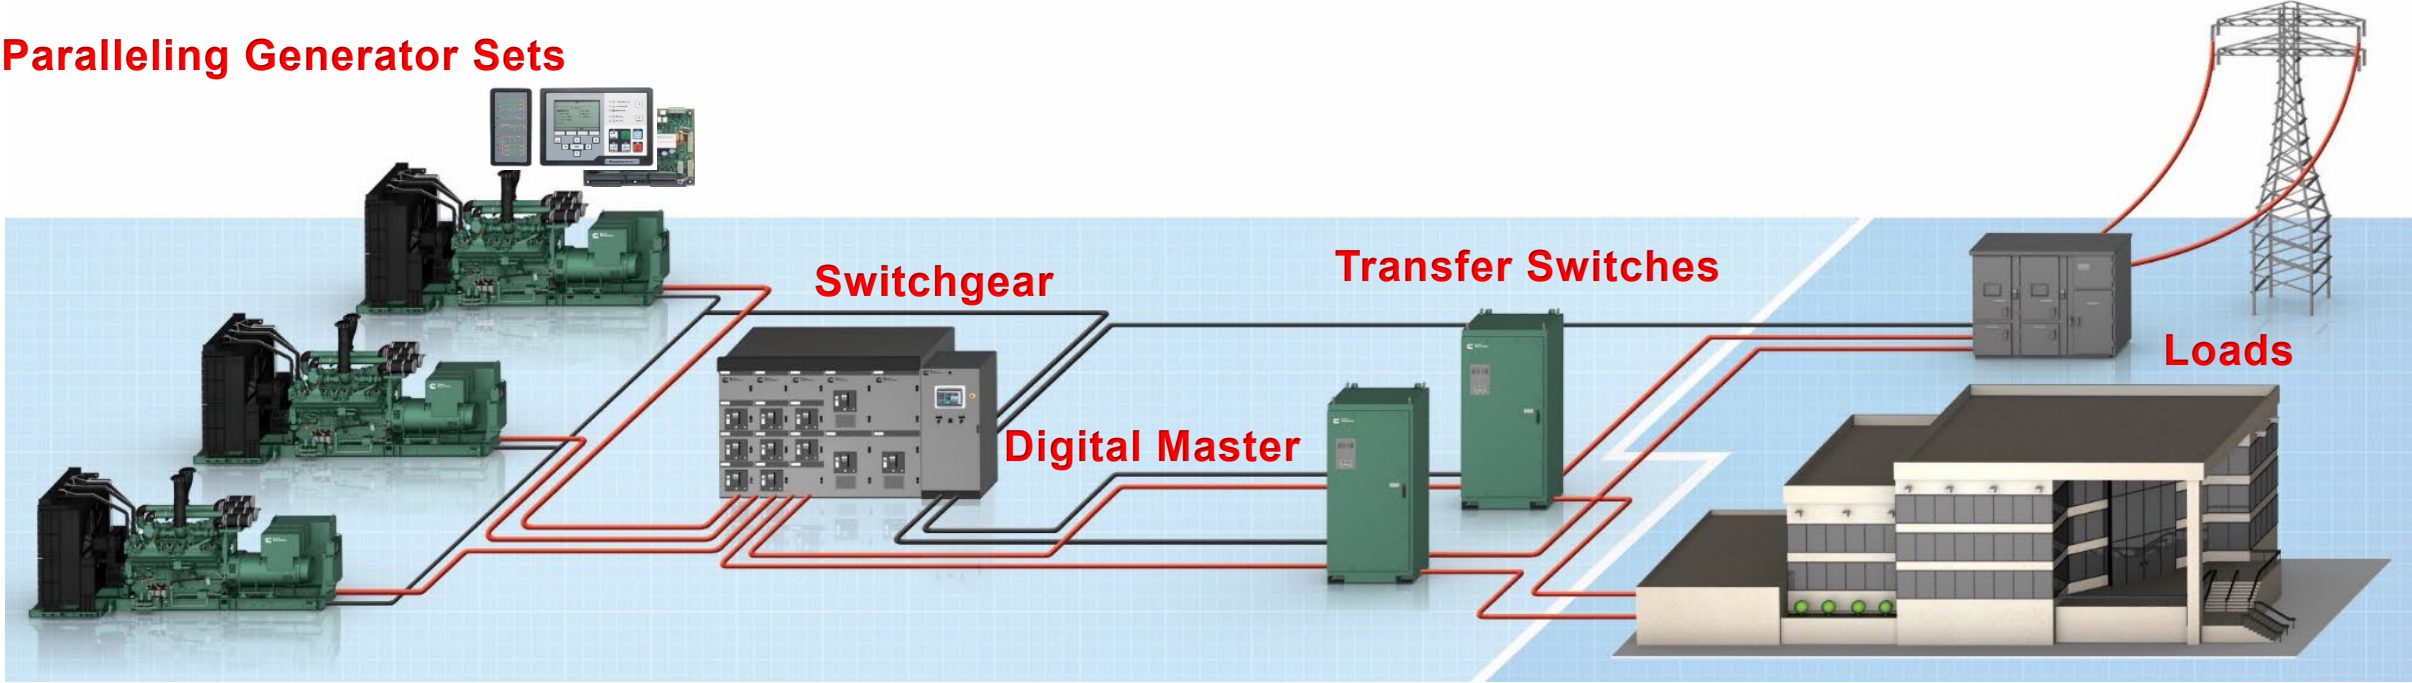 Paralleling Generator Sets
Switchgear
Transfer Switches
Loads
Digital Master